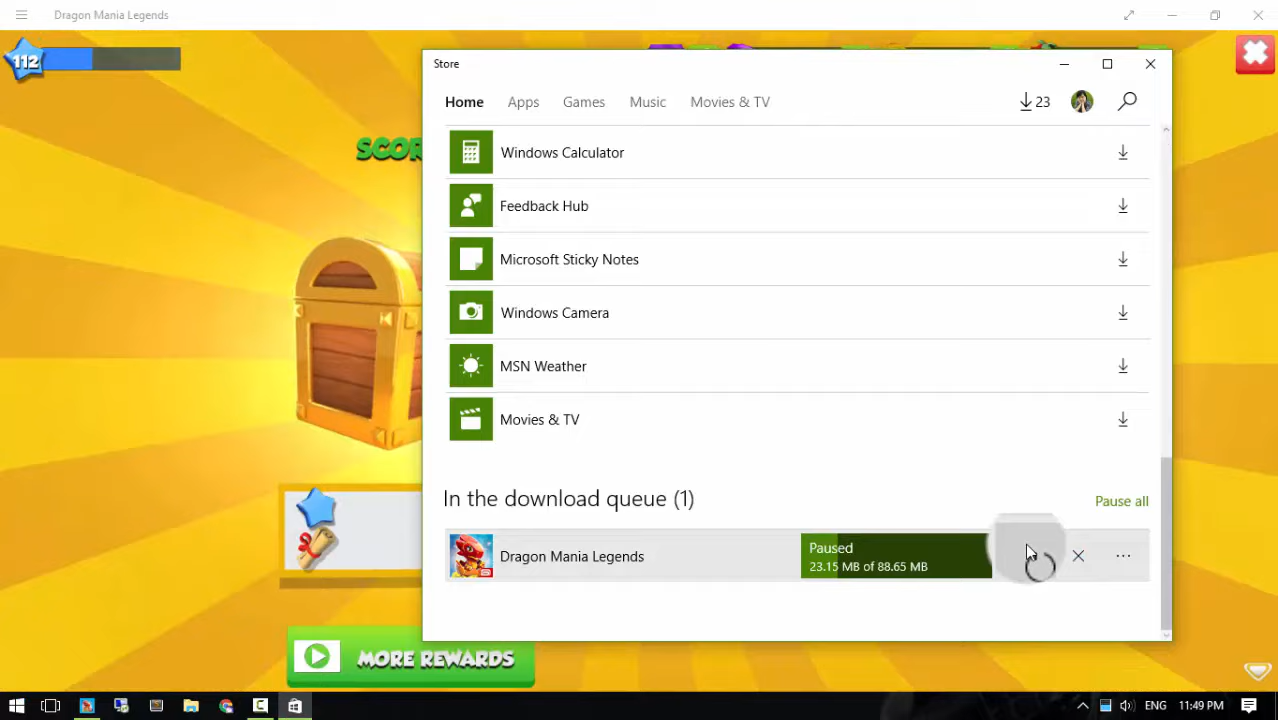 Dragon Mania Legends
112
Store
Home Apps Games Music Movies & TV 23
Windows Calculator
Feedback Hub
Microsoft Sticky Notes
Windows Camera
MSN Weather
Movies & TV
In the download queue (1) Pause all
Dragon Mania Legends
Paused
23.15 MB of 88.65 MB
MORE REWARDS
ENG 11:49 PM